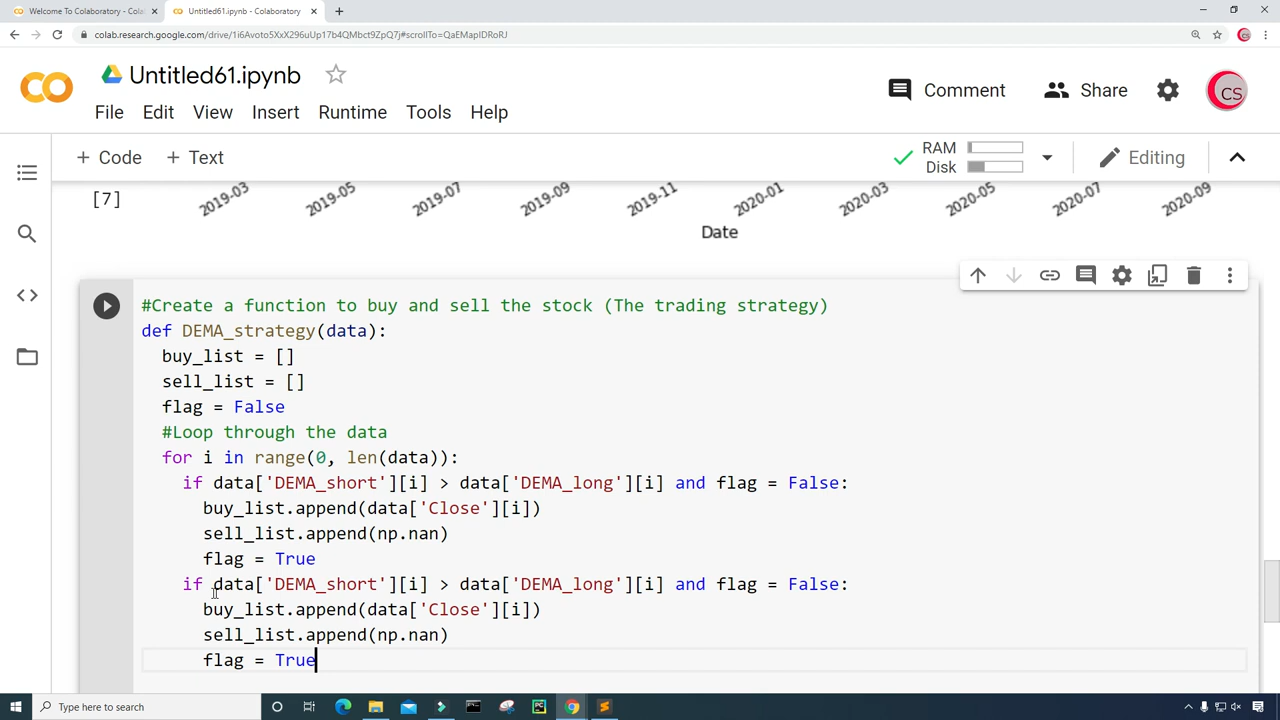 Welcome To Colaboratory - Colab
Untitled61.ipynb - Colaboratory
colab.research.google.com/drive/1i6Avoto5XxX296uUp17b4QMbct9ZpQ7j#scrollTo=QaEMapIDRoRJ
CO
Untitled61.ipynb
Comment
Share
CS
File Edit View Insert Runtime Tools Help
+ Code + Text
RAM
Disk
Editing
[7]
2019-03 2019-05 2019-07 2019-09 2019-11 2020-01 2020-03 2020-05 2020-07 2020-09
Date
#Create a function to buy and sell the stock (The trading strategy)
def DEMA_strategy(data):
buy_list = []
sell_list = []
flag = False
#Loop through the data
for i in range(0, len(data)):
if data['DEMA_short'][i] > data['DEMA_long'][i] and flag = False:
buy_list.append(data['Close'][i])
sell_list.append(np.nan)
flag = True
if data['DEMA_short'][i] > data['DEMA_long'][i] and flag = False:
buy_list.append(data['Close'][i])
sell_list.append(np.nan)
flag = True
Type here to search